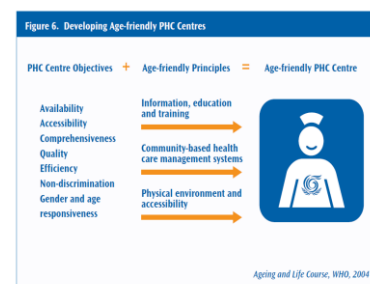 Figure 6. Developing Age-friendly PHC Centres
PHC Centre Objectives + Age-friendly Principles = Age-friendly PHC Centre
Availability
Accessibility
Comprehensiveness
Quality
Efficiency
Non-discrimination
Gender and age
responsiveness
Information, education
and training
Community-based health
care management systems
Physical environment and
accessibility
Ageing and Life Course, WHO, 2004